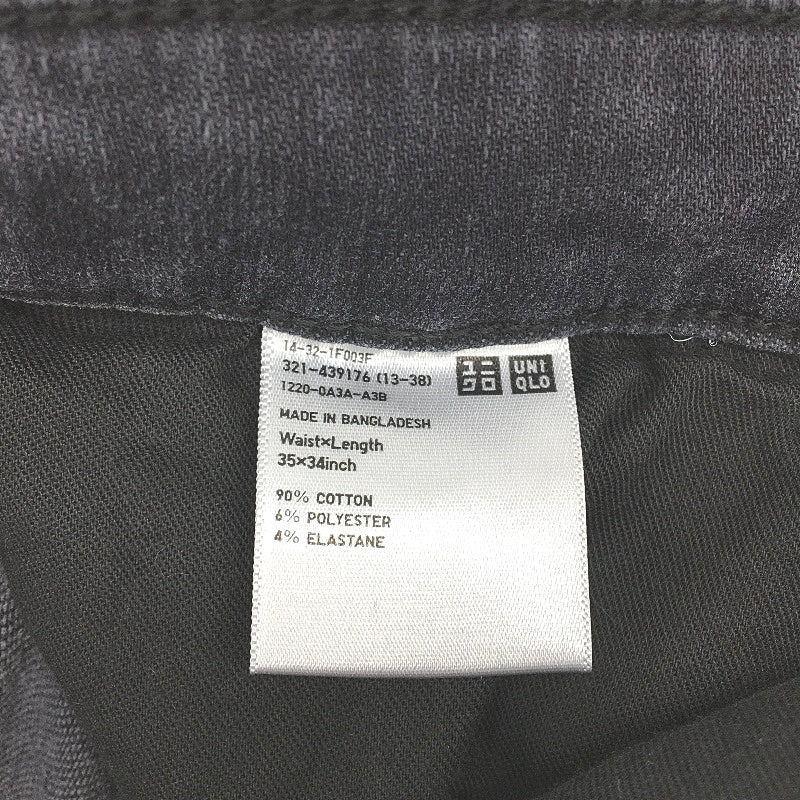 14-32-1F003F
321-439176 (13-38)
1220-0A3A-A3B
ユニ
クロ
UNI
QLO
MADE IN BANGLADESH
Waist×Length
35×34inch
90% COTTON
6% POLYESTER
4% ELASTANE